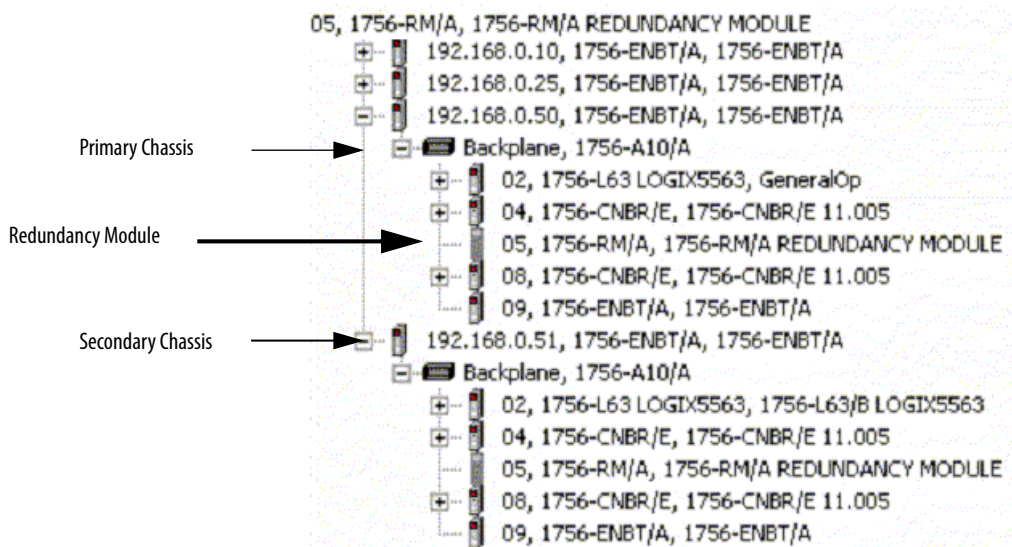 05, 1756-RM/A, 1756-RM/A REDUNDANCY MODULE
192.168.0.10, 1756-ENBT/A, 1756-ENBT/A
192.168.0.25, 1756-ENBT/A, 1756-ENBT/A
192.168.0.50, 1756-ENBT/A, 1756-ENBT/A
Primary Chassis
Backplane, 1756-A10/A
02, 1756-L63 LOGIX5563, GeneralOp
04, 1756-CNBR/E, 1756-CNBR/E 11.005
Redundancy Module
05, 1756-RM/A, 1756-RM/A REDUNDANCY MODULE
08, 1756-CNBR/E, 1756-CNBR/E 11.005
09, 1756-ENBT/A, 1756-ENBT/A
Secondary Chassis
192.168.0.51, 1756-ENBT/A, 1756-ENBT/A
Backplane, 1756-A10/A
02, 1756-L63 LOGIX5563, 1756-L63/B LOGIX5563
04, 1756-CNBR/E, 1756-CNBR/E 11.005
05, 1756-RM/A, 1756-RM/A REDUNDANCY MODULE
08, 1756-CNBR/E, 1756-CNBR/E 11.005
09, 1756-ENBT/A, 1756-ENBT/A